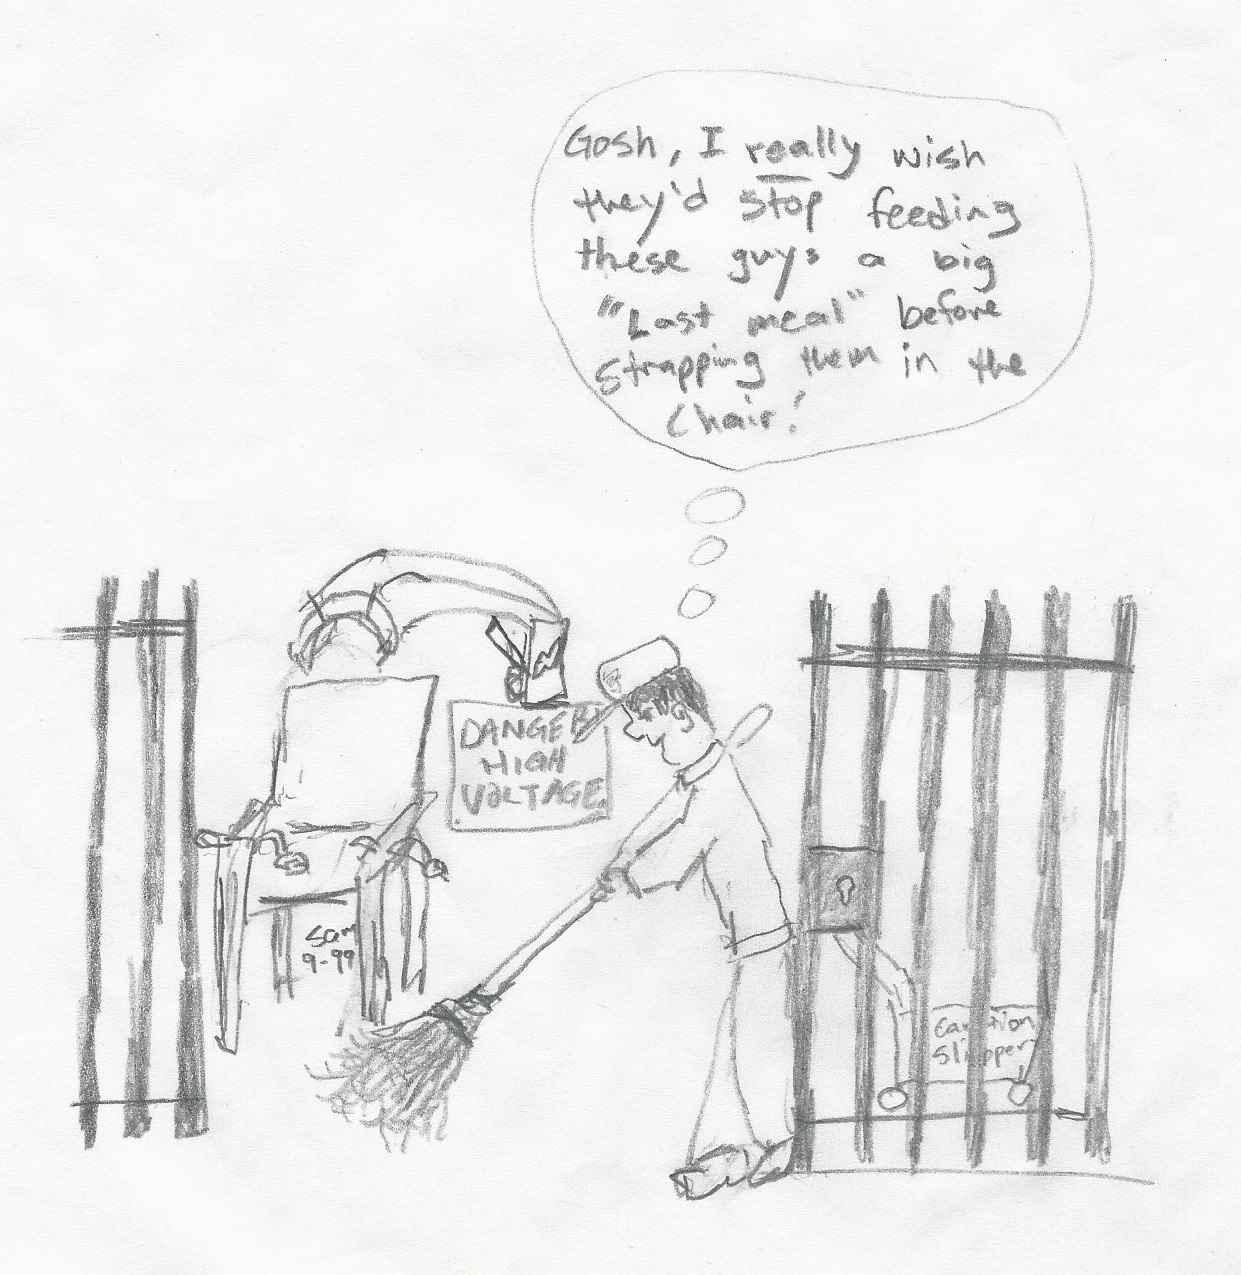 Gosh, I really wish
they'd stop feeding
these guys a big
"Last meal" before
strapping them in the
Chair!
DANGER
HIGH
VOLTAGE
Sam
9-99
Caution
Slippery